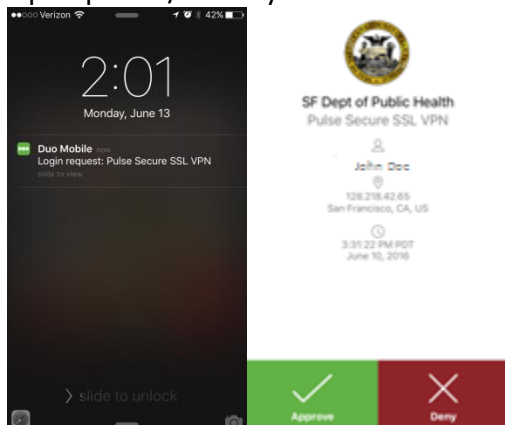 Verizon 42%
2:01
Monday, June 13
Duo Mobile now
Login request: Pulse Secure SSL VPN
slide to view
> slide to unlock
SF Dept of Public Health
Pulse Secure SSL VPN
John Doe
128.218.42.65
San Francisco, CA, US
3:31:22 PM PDT
June 10, 2016
Approve
Deny